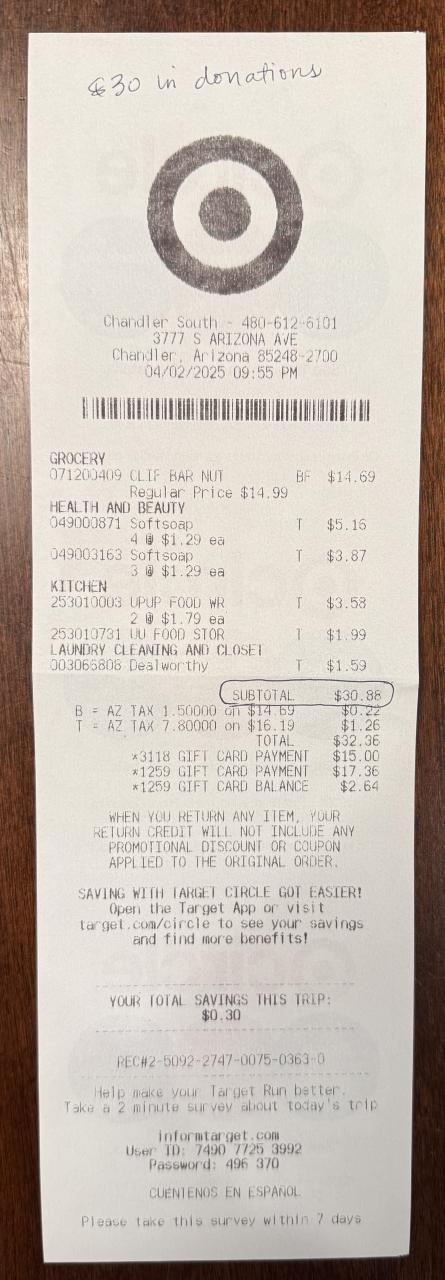 $30 in donations
Chandler South - 480-612-6101
3777 S ARIZONA AVE
Chandler, Arizona 85248-2700
04/02/2025 09:55 PM
GROCERY
071200409 CLIF BAR NUT BF $14.69
Regular Price $14.99
HEALTH AND BEAUTY
049000871 Softsoap T $5.16
4 @ $1.29 ea
049003163 Softsoap T $3.87
3 @ $1.29 ea
KITCHEN
253010003 UPUP FOOD WR T $3.58
2 @ $1.79 ea
253010731 UU FOOD STOR T $1.99
LAUNDRY CLEANING AND CLOSET
003066808 Dealworthy T $1.59
SUBTOTAL $30.88
B = AZ TAX 1.50000 on $14.69 $0.22
T = AZ TAX 7.80000 on $16.19 $1.26
TOTAL $32.36
*3118 GIFT CARD PAYMENT $15.00
*1259 GIFT CARD PAYMENT $17.36
*1259 GIFT CARD BALANCE $2.64
WHEN YOU RETURN ANY ITEM, YOUR
RETURN CREDIT WILL NOT INCLUDE ANY
PROMOTIONAL DISCOUNT OR COUPON
APPLIED TO THE ORIGINAL ORDER.
SAVING WITH TARGET CIRCLE GOT EASIER!
Open the Target App or visit
target.com/circle to see your savings
and find more benefits!
YOUR TOTAL SAVINGS THIS TRIP:
$0.30
REC#2-5092-2747-0075-0363-0
Help make your Target Run better.
Take a 2 minute survey about today's trip
informtarget.com
User ID: 7490 7725 3992
Password: 496 370
CUÉNTENOS EN ESPAÑOL
Please take this survey within 7 days